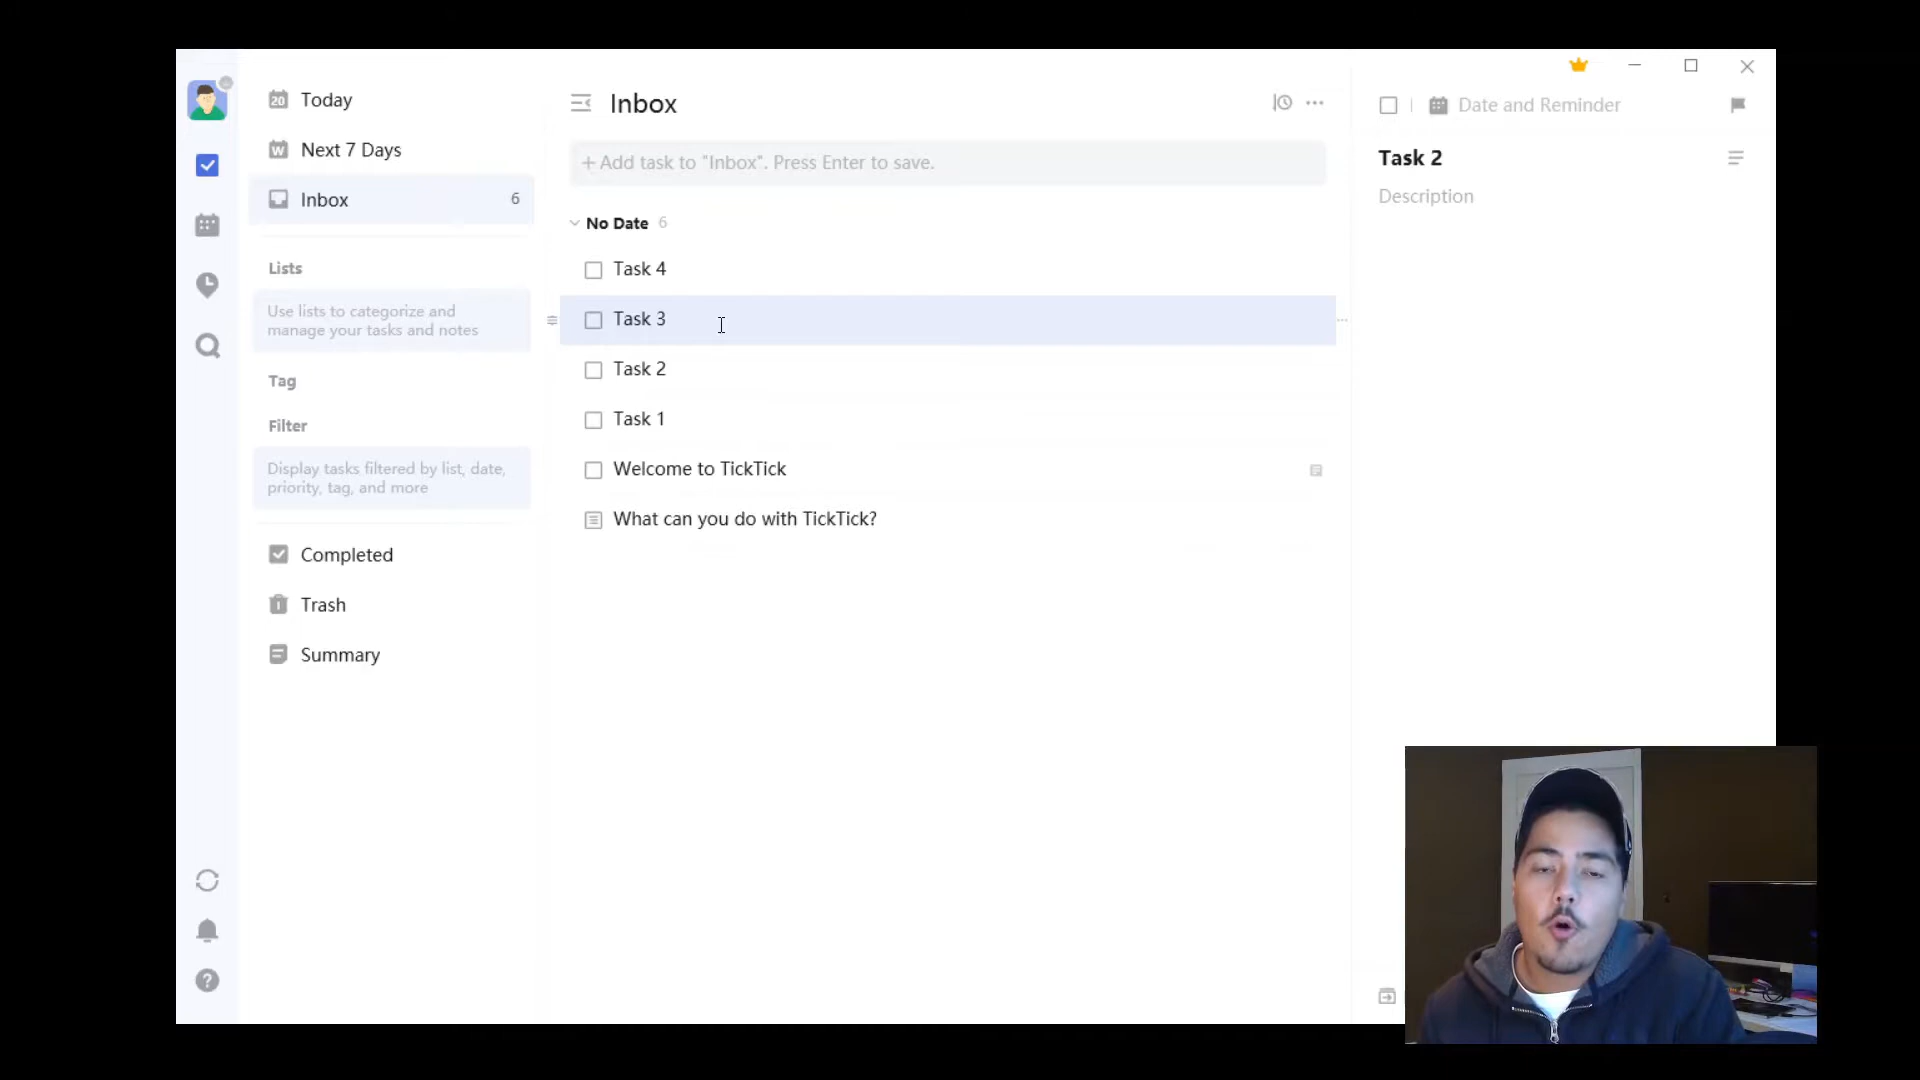 20 Today
W Next 7 Days
Inbox 6
Lists
Use lists to categorize and
manage your tasks and notes
Tag
Filter
Display tasks filtered by list, date,
priority, tag, and more
Completed
Trash
Summary
Inbox
+ Add task to "Inbox". Press Enter to save.
No Date 6
Task 4
Task 3
Task 2
Task 1
Welcome to TickTick
What can you do with TickTick?
Date and Reminder
Task 2
Description